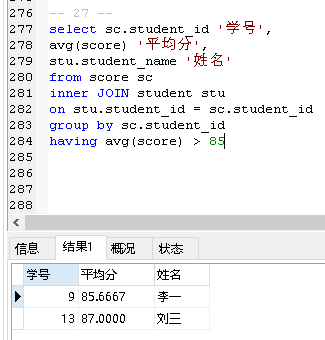 276
277 -- 27 --
278 select sc.student_id '学号',
279 avg(score) '平均分',
280 stu.student_name '姓名'
281 from score sc
282 inner JOIN student stu
283 on stu.student_id = sc.student_id
284 group by sc.student_id
285 having avg(score) > 85
286
287
288
信息 结果1 概况 状态
学号 平均分 姓名
9 85.6667 李一
13 87.0000 刘三